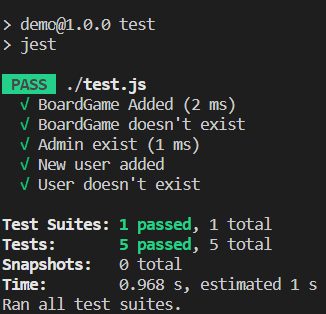 > demo@1.0.0 test
> jest
PASS ./test.js
√ BoardGame Added (2 ms)
√ BoardGame doesn't exist
√ Admin exist (1 ms)
√ New user added
√ User doesn't exist
Test Suites: 1 passed, 1 total
Tests: 5 passed, 5 total
Snapshots: 0 total
Time: 0.968 s, estimated 1 s
Ran all test suites.